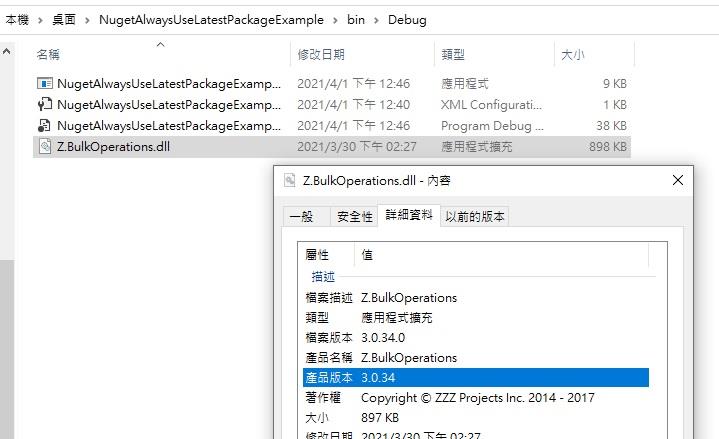 本機 > 桌面 > NugetAlwaysUseLatestPackageExample > bin > Debug
名稱 修改日期 類型 大小
NugetAlwaysUseLatestPackageExamp... 2021/4/1 下午 12:46 應用程式 9 KB
NugetAlwaysUseLatestPackageExamp... 2021/4/1 下午 12:40 XML Configurati... 1 KB
NugetAlwaysUseLatestPackageExamp... 2021/4/1 下午 12:46 Program Debug ... 38 KB
Z.BulkOperations.dll 2021/3/30 下午 02:27 應用程式擴充 898 KB
Z.BulkOperations.dll - 內容
一般 安全性 詳細資料 以前的版本
屬性 值
描述
檔案描述 Z.BulkOperations
類型 應用程式擴充
檔案版本 3.0.34.0
產品名稱 Z.BulkOperations
產品版本 3.0.34
著作權 Copyright © ZZZ Projects Inc. 2014 - 2017
大小 897 KB
修改日期 2021/3/30 下午 02:27